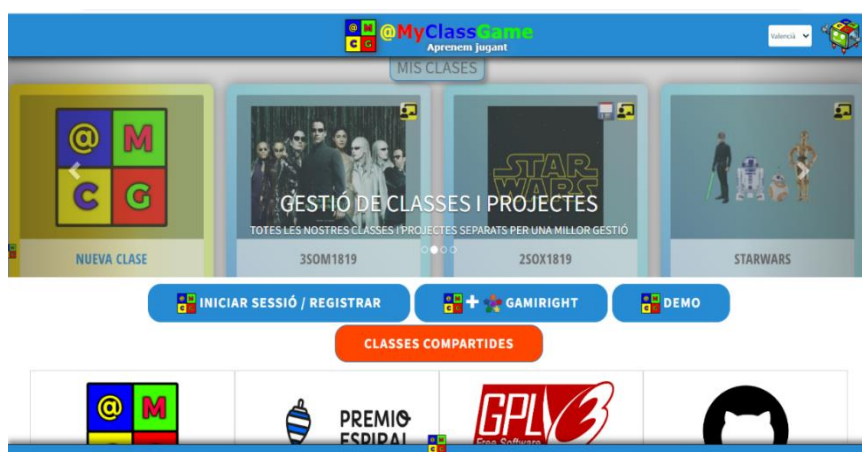 @MyClassGame
Aprenem jugant
Valencià
MIS CLASES
@ M
C G
STAR
WARS
GESTIÓ DE CLASSES I PROJECTES
TOTES LES NOSTRES CLASSES I PROJECTES SEPARATS PER UNA MILLOR GESTIÓ
NUEVA CLASE
3SOM1819
2SOX1819
STARWARS
INICIAR SESSIÓ / REGISTRAR
+ GAMIRIGHT
DEMO
CLASSES COMPARTIDES
@ M
PREMIO
ESPIRAL
GPLV3
Free Software